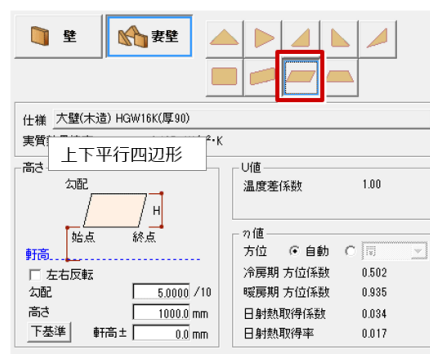 壁
妻壁
仕様 大壁(木造) HGW16K(厚90)
実質
K
上下平行四辺形
高さ
勾配
H
始点 終点
軒高
左右反転
勾配 5.0000 /10
高さ 1000.0 mm
下基準 軒高± 0.0 mm
U値
温度差係数 1.00
η値
方位 自動
冷房期 方位係数 0.502
暖房期 方位係数 0.935
日射熱取得係数 0.034
日射熱取得率 0.017